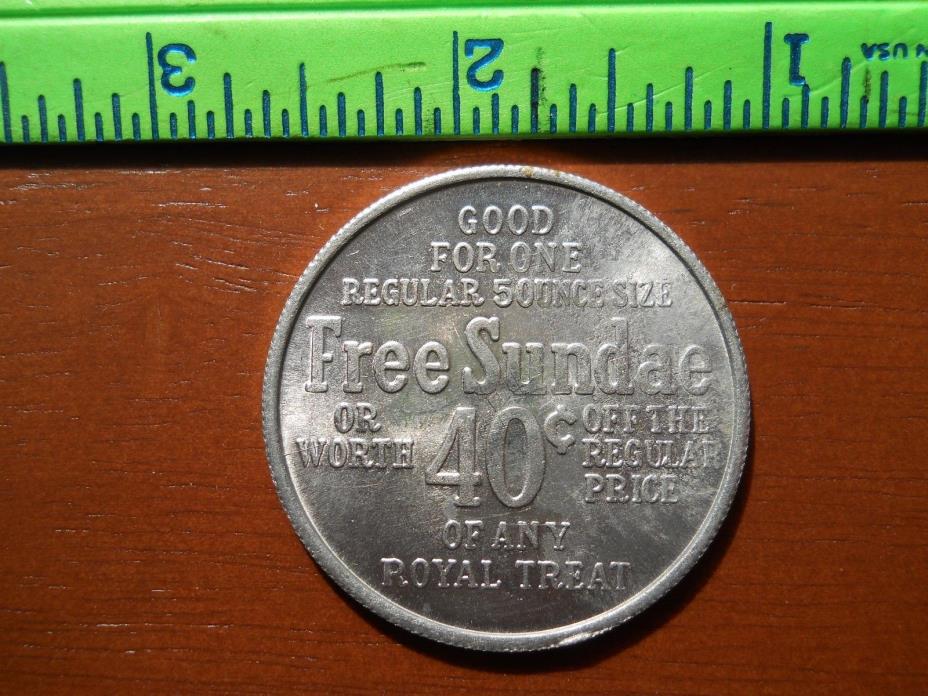 3 2 1 IN USA
GOOD
FOR ONE
REGULAR 5 OUNCE SIZE
Free Sundae
OR
WORTH
40¢
OFF THE
REGULAR
PRICE
OF ANY
ROYAL TREAT